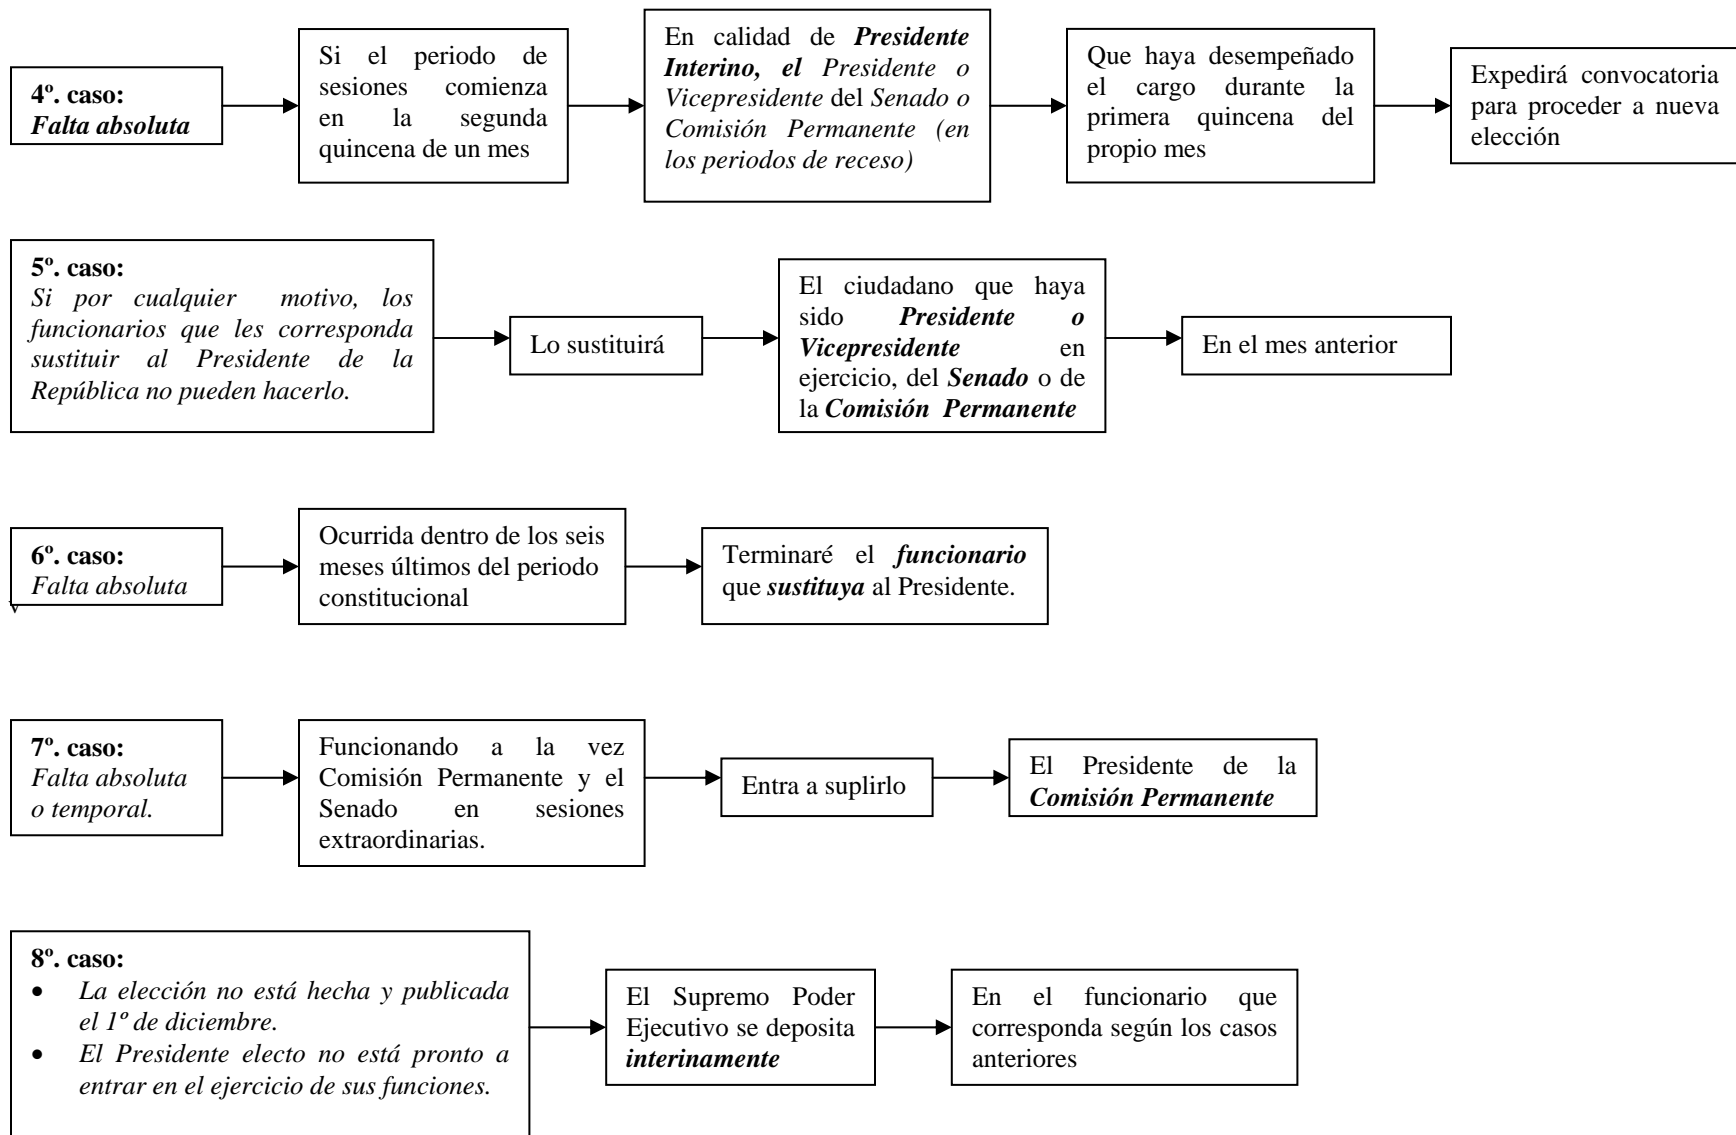 4º. caso:
Falta absoluta
Si el periodo de
sesiones comienza
en la segunda
quincena de un mes
En calidad de Presidente
Interino, el Presidente o
Vicepresidente del Senado o
Comisión Permanente (en
los periodos de receso)
Que haya desempeñado
el cargo durante la
primera quincena del
propio mes
Expedirá convocatoria
para proceder a nueva
elección
5º. caso:
Si por cualquier motivo, los
funcionarios que les corresponda
sustituir al Presidente de la
República no pueden hacerlo.
Lo sustituirá
El ciudadano que haya
sido Presidente o
Vicepresidente en
ejercicio, del Senado o de
la Comisión Permanente
En el mes anterior
6º. caso:
Falta absoluta
Ocurrida dentro de los seis
meses últimos del periodo
constitucional
Terminaré el funcionario
que sustituya al Presidente.
7º. caso:
Falta absoluta
o temporal.
Funcionando a la vez
Comisión Permanente y el
Senado en sesiones
extraordinarias.
Entra a suplirlo
El Presidente de la
Comisión Permanente
8º. caso:
• La elección no está hecha y publicada
el 1º de diciembre.
• El Presidente electo no está pronto a
entrar en el ejercicio de sus funciones.
El Supremo Poder
Ejecutivo se deposita
interinamente
En el funcionario que
corresponda según los casos
anteriores